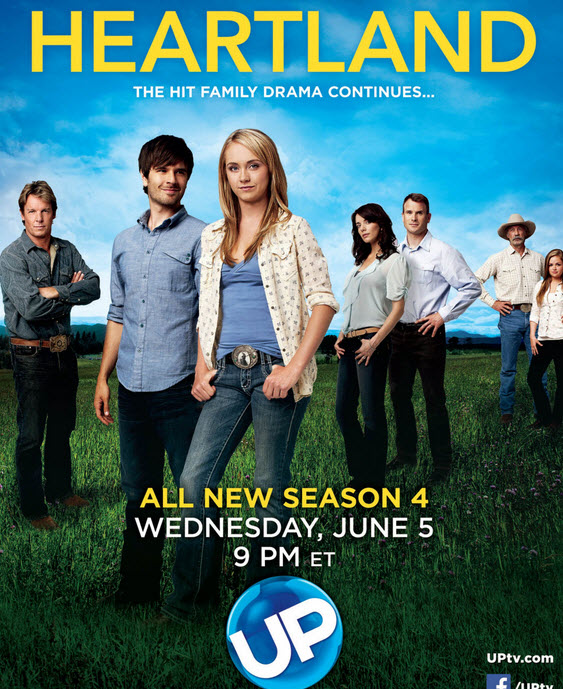 HEARTLAND
THE HIT FAMILY DRAMA CONTINUES...
ALL NEW SEASON 4
WEDNESDAY, JUNE 5
9 PM ET
UP
UPtv.com
f /UPtv